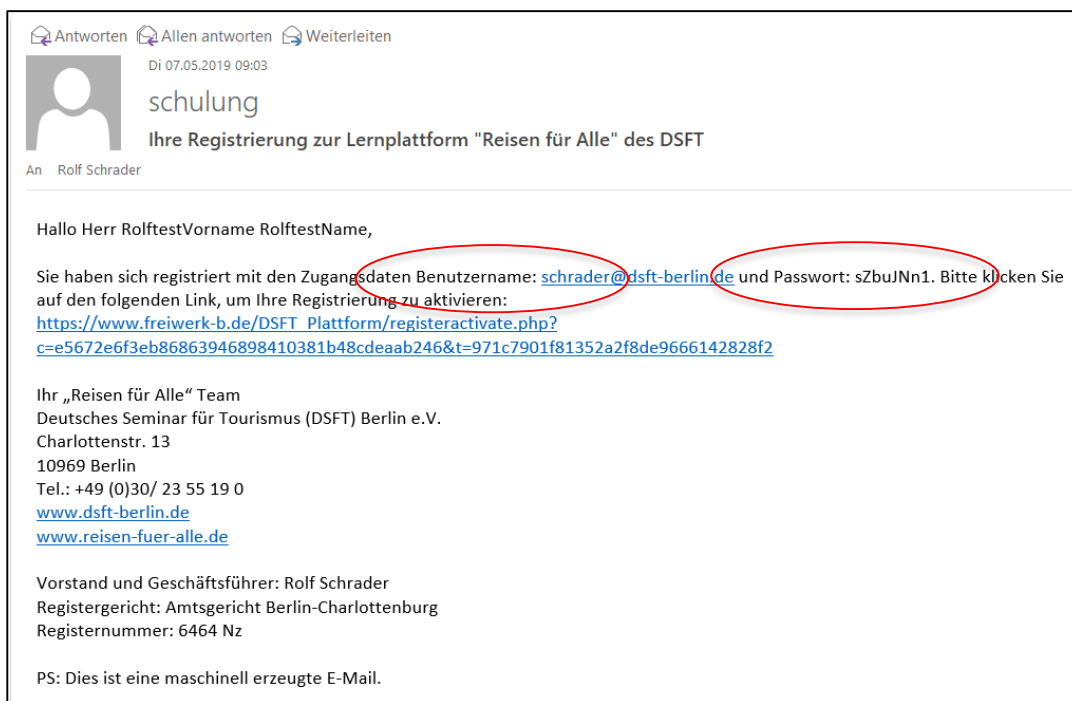 Antworten Allen antworten Weiterleiten
Di 07.05.2019 09:03
schulung
Ihre Registrierung zur Lernplattform "Reisen für Alle" des DSFT
An Rolf Schrader
Hallo Herr RolftestVorname RolftestName,
Sie haben sich registriert mit den Zugangsdaten Benutzername: schrader@dsft-berlin.de und Passwort: sZbuJNn1. Bitte klicken Sie
auf den folgenden Link, um Ihre Registrierung zu aktivieren:
https://www.freiwerk-b.de/DSFT_Plattform/registeractivate.php?
c=e5672e6f3eb86863946898410381b48cdeaab246&t=971c7901f81352a2f8de9666142828f2
Ihr „Reisen für Alle“ Team
Deutsches Seminar für Tourismus (DSFT) Berlin e.V.
Charlottenstr. 13
10969 Berlin
Tel.: +49 (0)30/ 23 55 19 0
www.dsft-berlin.de
www.reisen-fuer-alle.de
Vorstand und Geschäftsführer: Rolf Schrader
Registergericht: Amtsgericht Berlin-Charlottenburg
Registernummer: 6464 Nz
PS: Dies ist eine maschinell erzeugte E-Mail.